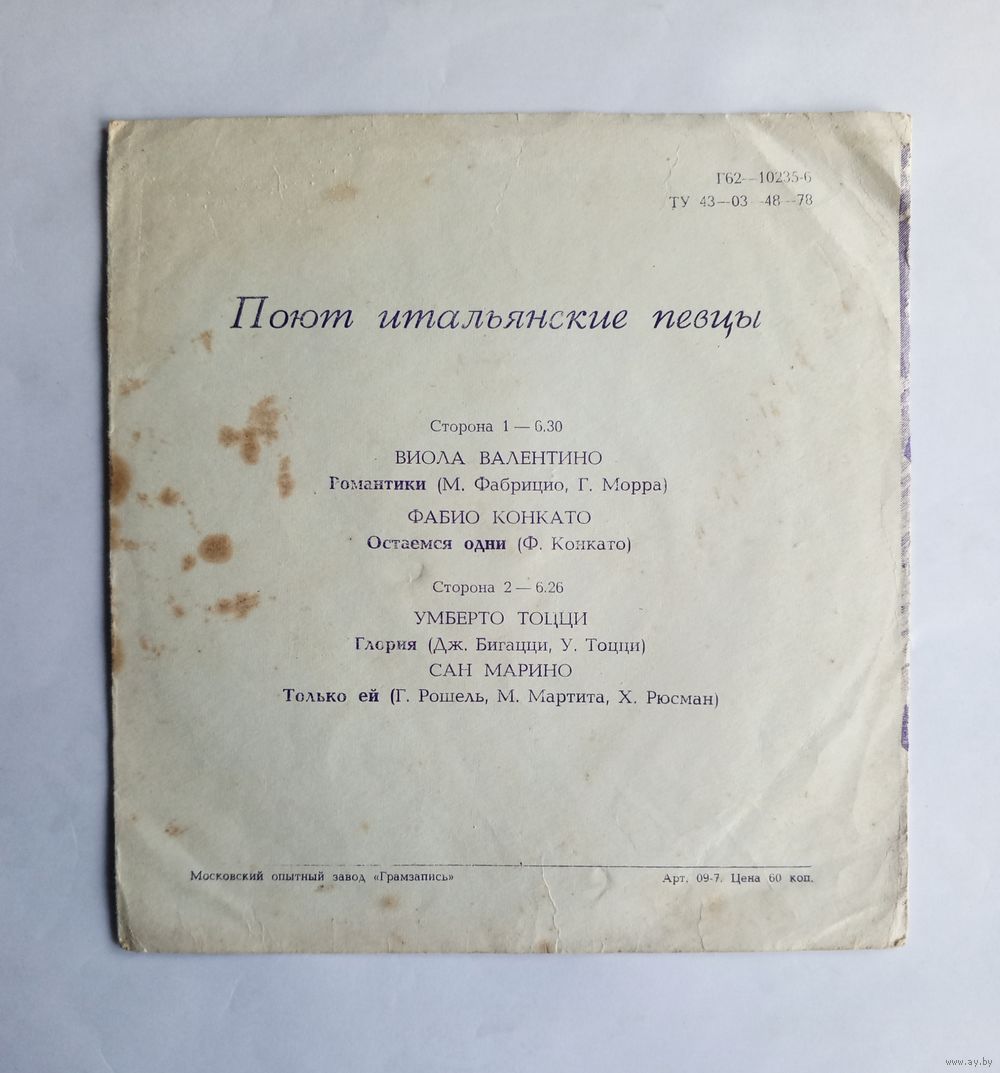 Г62—10235-6
ТУ 43—03—48—78
Поют итальянские певцы
Сторона 1 — 6.30
ВИОЛА ВАЛЕНТИНО
Романтики (М. Фабрицио, Г. Морра)
ФАБИО КОНКАТО
Остаемся одни (Ф. Конкато)
Сторона 2 — 6.26
УМБЕРТО ТОЦЦИ
Глория (Дж. Бигацци, У. Тоцци)
САН МАРИНО
Только ей (Г. Рошель, М. Мартита, Х. Рюсман)
Московский опытный завод «Грамзапись» Арт. 09-7. Цена 60 коп.
www.ay.by